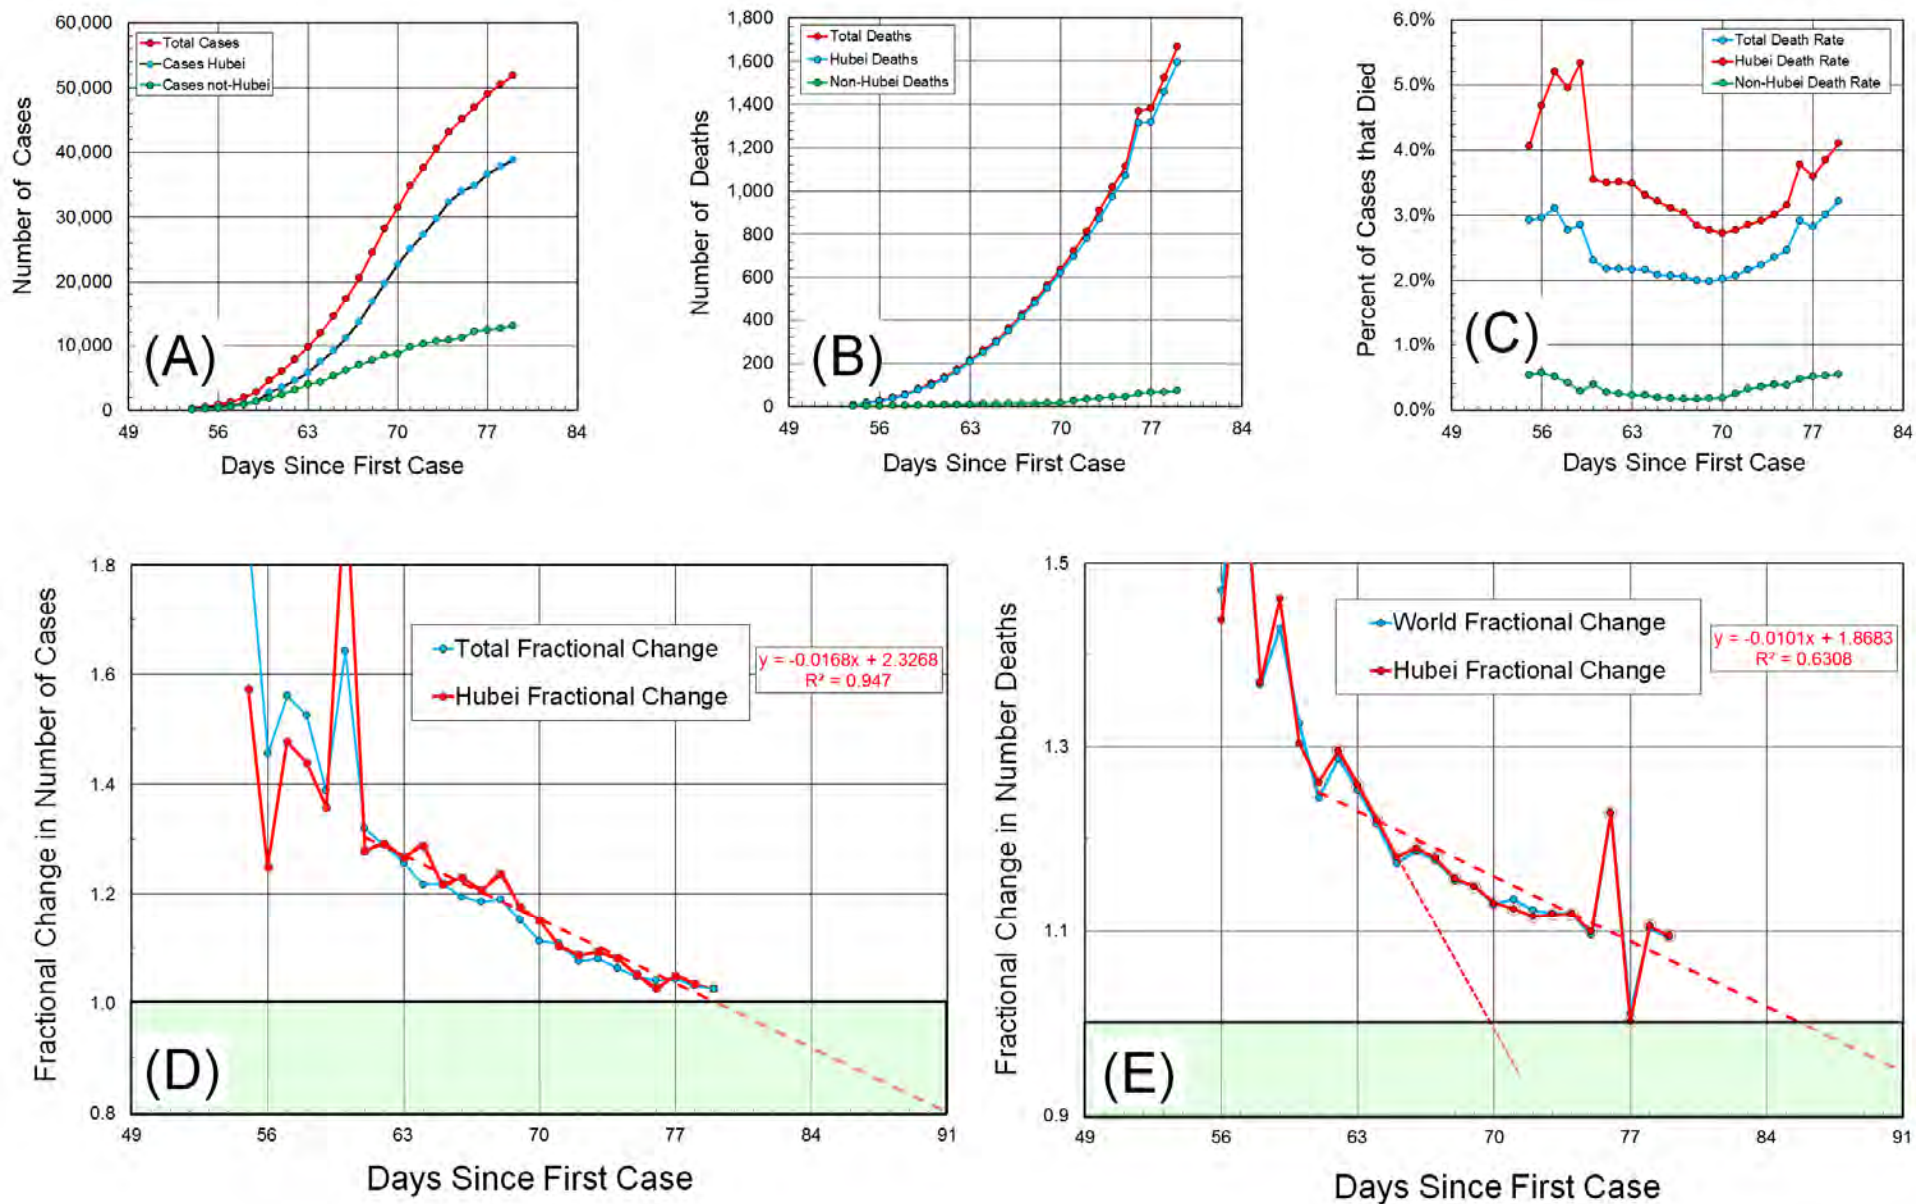 Number of Cases
60,000
50,000
40,000
30,000
20,000
10,000
0
Total Cases
Cases Hubei
Cases not-Hubei
(A)
49 56 63 70 77 84
Days Since First Case
Number of Deaths
1,800
1,600
1,400
1,200
1,000
800
600
400
200
0
Total Deaths
Hubei Deaths
Non-Hubei Deaths
(B)
49 56 63 70 77 84
Days Since First Case
Percent of Cases that Died
6.0%
5.0%
4.0%
3.0%
2.0%
1.0%
0.0%
Total Death Rate
Hubei Death Rate
Non-Hubei Death Rate
(C)
49 56 63 70 77 84
Days Since First Case
Fractional Change in Number of Cases
1.8
1.6
1.4
1.2
1.0
0.8
Total Fractional Change
Hubei Fractional Change
y = -0.0168x + 2.3268
R² = 0.947
(D)
49 56 63 70 77 84 91
Days Since First Case
Fractional Change in Number Deaths
1.5
1.3
1.1
0.9
World Fractional Change
Hubei Fractional Change
y = -0.0101x + 1.8683
R² = 0.6308
(E)
49 56 63 70 77 84 91
Days Since First Case